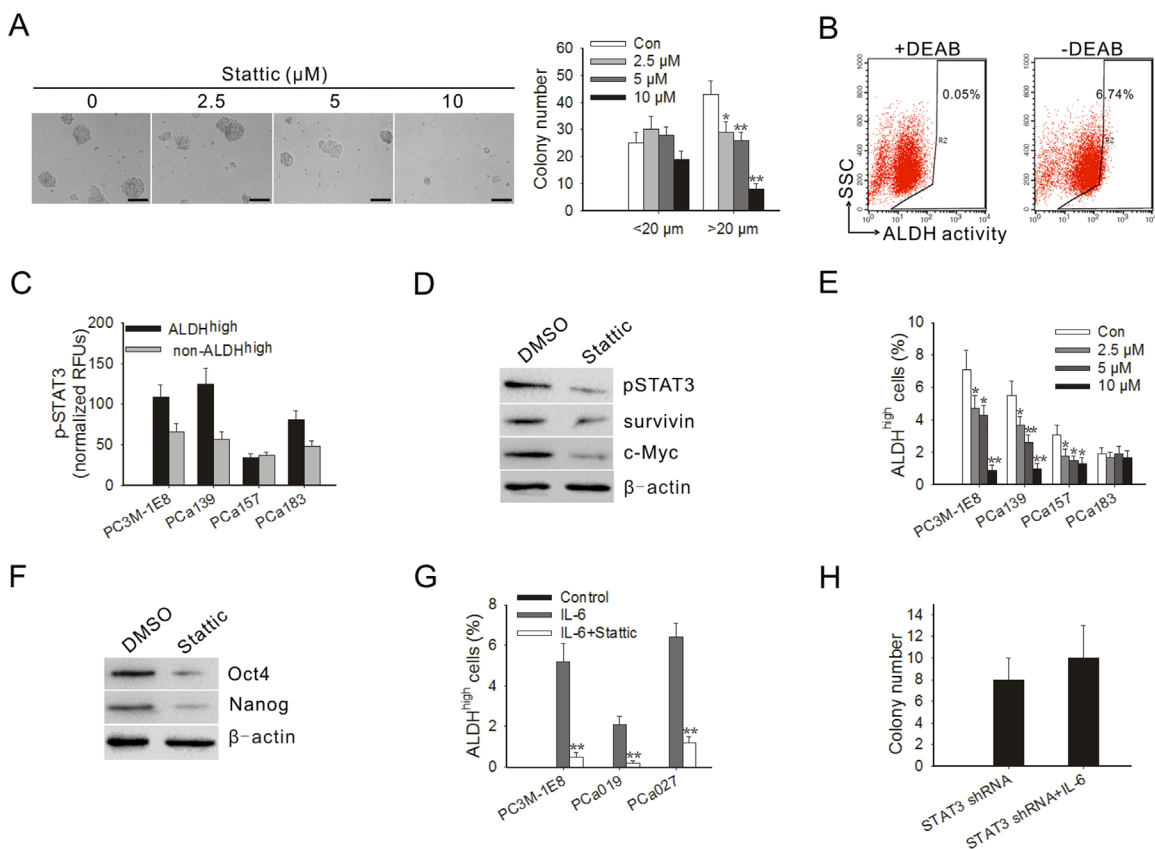 A
Stattic (µM)
0 2.5 5 10
Colony number
60
50
40
30
20
10
0
Con
2.5 µM
5 µM
10 µM
*
**
**
<20 µm >20 µm
B
+DEAB -DEAB
0.05%
6.74%
R2
R2
SSC
ALDH activity
C
p-STAT3
(normalized RFUs)
200
150
100
50
0
ALDHhigh
non-ALDHhigh
PC3M-1E8
PCa139
PCa157
PCa183
D
DMSO
Stattic
pSTAT3
survivin
c-Myc
β-actin
E
ALDHhigh cells (%)
10
8
6
4
2
0
Con
2.5 µM
5 µM
10 µM
* * **
* ** **
* * *
PC3M-1E8
PCa139
PCa157
PCa183
F
DMSO
Stattic
Oct4
Nanog
β-actin
G
ALDHhigh cells (%)
8
6
4
2
0
Control
IL-6
IL-6+Stattic
**
**
**
PC3M-1E8
PCa019
PCa027
H
Colony number
14
12
10
8
6
4
2
0
STAT3 shRNA
STAT3 shRNA+IL-6